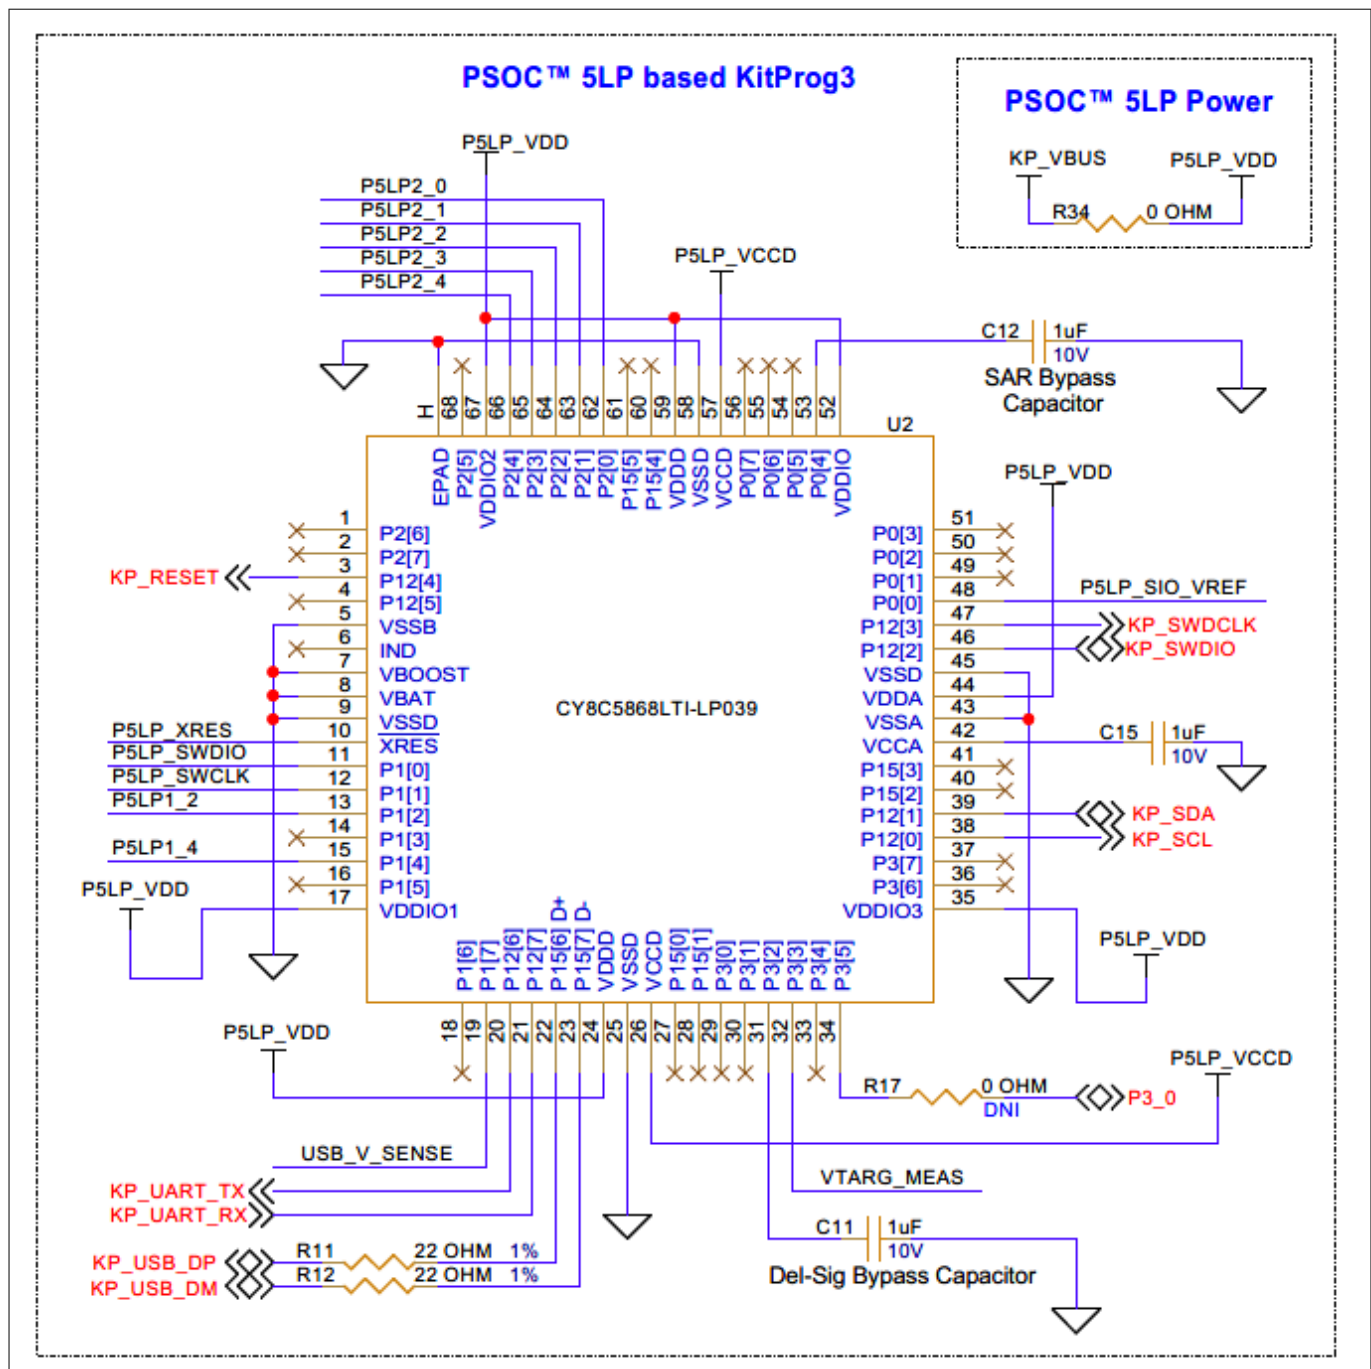 PSOC™ 5LP based KitProg3
PSOC™ 5LP Power
KP_VBUS
P5LP_VDD
R34
0 OHM
P5LP_VDD
P5LP2_0
P5LP2_1
P5LP2_2
P5LP2_3
P5LP2_4
P5LP_VCCD
C12
1uF
10V
SAR Bypass
Capacitor
H 68 67 66 65 64 63 62 61 60 59 58 57 56 55 54 53 52
U2
EPAD
P2[5]
VDDIO2
P2[4]
P2[3]
P2[2]
P2[1]
P2[0]
P15[5]
P15[4]
VDDD
VSSD
VCCD
P0[7]
P0[6]
P0[5]
P0[4]
VDDIO
1 P2[6]
2 P2[7]
KP_RESET 3 P12[4]
4 P12[5]
5 VSSB
6 IND
7 VBOOST
8 VBAT
9 VSSD
P5LP_XRES 10 XRES
P5LP_SWDIO 11 P1[0]
P5LP_SWCLK 12 P1[1]
P5LP1_2 13 P1[2]
14 P1[3]
P5LP1_4 15 P1[4]
16 P1[5]
P5LP_VDD
17 VDDIO1
CY8C5868LTI-LP039
P5LP_VDD
P0[3] 51
P0[2] 50
P0[1] 49
P0[0] 48 P5LP_SIO_VREF
P12[3] 47 KP_SWDCLK
P12[2] 46 KP_SWDIO
VSSD 45
VDDA 44
VSSA 43
VCCA 42
C15
1uF
10V
P15[3] 41
P15[2] 40
P12[1] 39 KP_SDA
P12[0] 38 KP_SCL
P3[7] 37
P3[6] 36
VDDIO3 35
P5LP_VDD
P1[6]
P1[7]
P12[6]
P12[7]
P15[6] D+
P15[7] D-
VDDD
VSSD
VCCD
P15[0]
P15[1]
P3[0]
P3[1]
P3[2]
P3[3]
P3[4]
P3[5]
18 19 20 21 22 23 24 25 26 27 28 29 30 31 32 33 34
P5LP_VDD
P5LP_VCCD
R17
0 OHM
DNI
P3_0
USB_V_SENSE
VTARG_MEAS
KP_UART_TX
KP_UART_RX
C11
1uF
10V
Del-Sig Bypass Capacitor
KP_USB_DP R11 22 OHM 1%
KP_USB_DM R12 22 OHM 1%